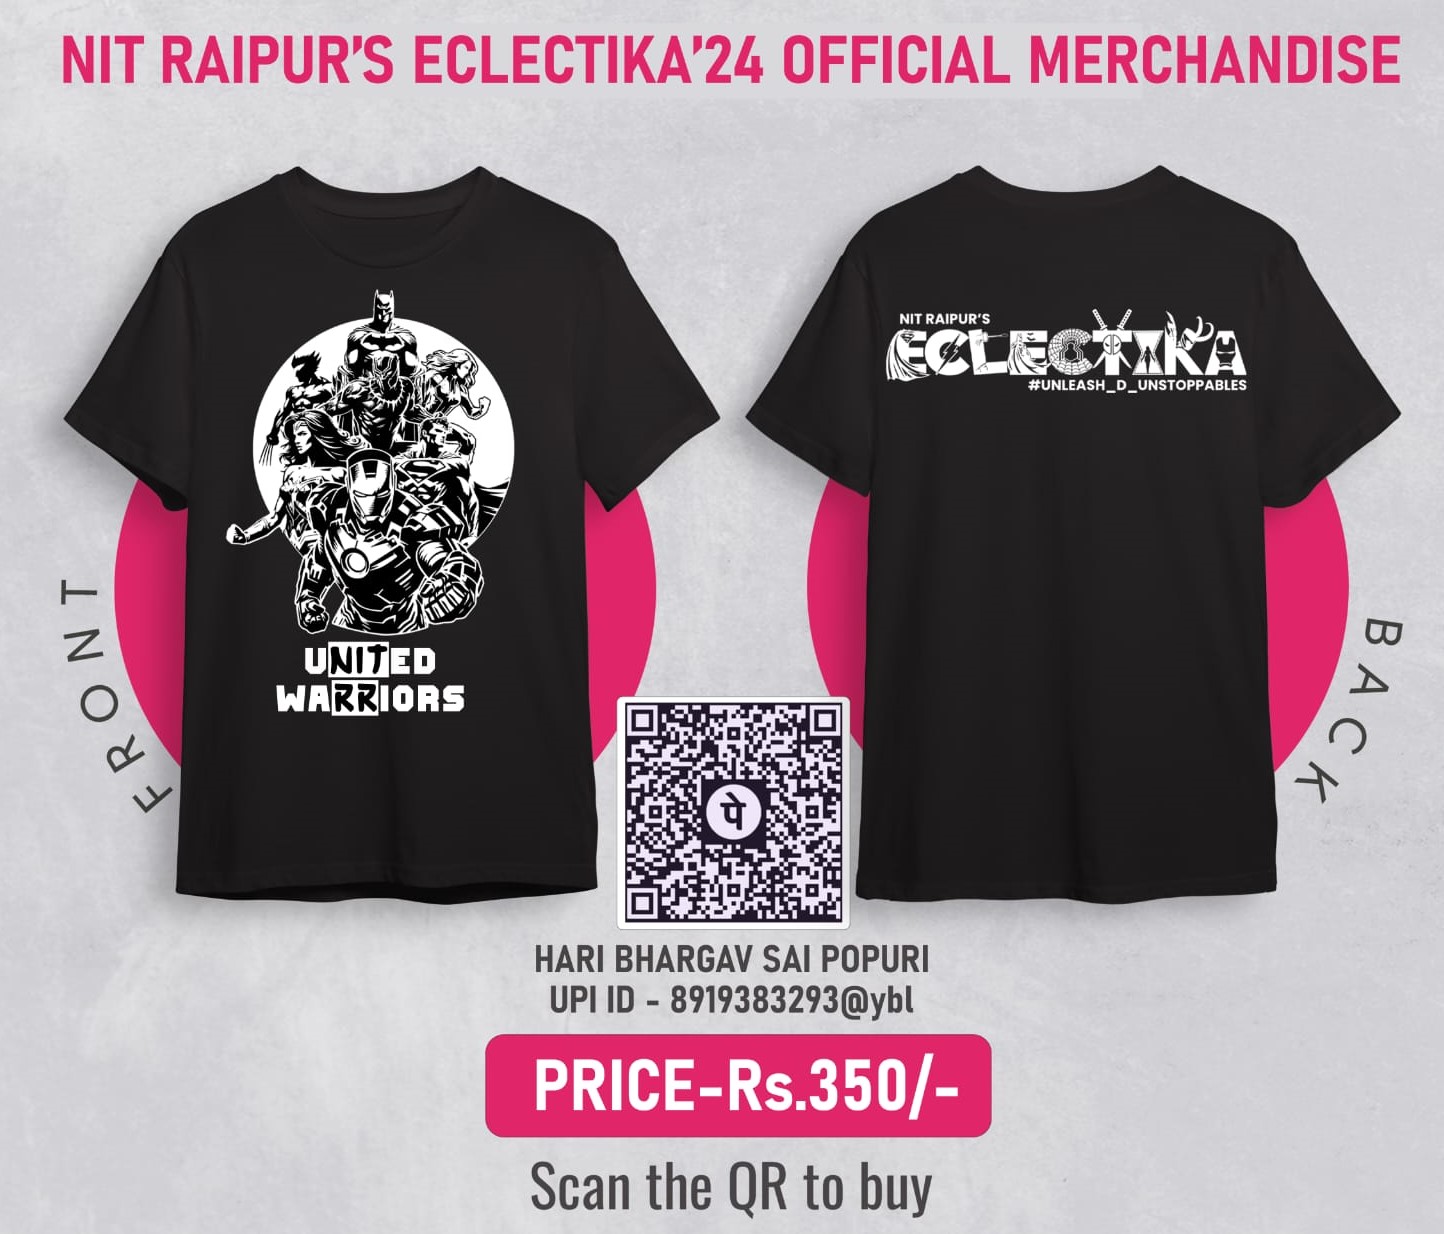 NIT RAIPUR'S ECLECTIKA'24 OFFICIAL MERCHANDISE
NIT RAIPUR'S
ECLECTIKA
#UNLEASH_D_UNSTOPPABLES
UNITED
WARRIORS
FRONT
BACK
पे
HARI BHARGAV SAI POPURI
UPI ID - 8919383293@ybl
PRICE-Rs.350/-
Scan the QR to buy